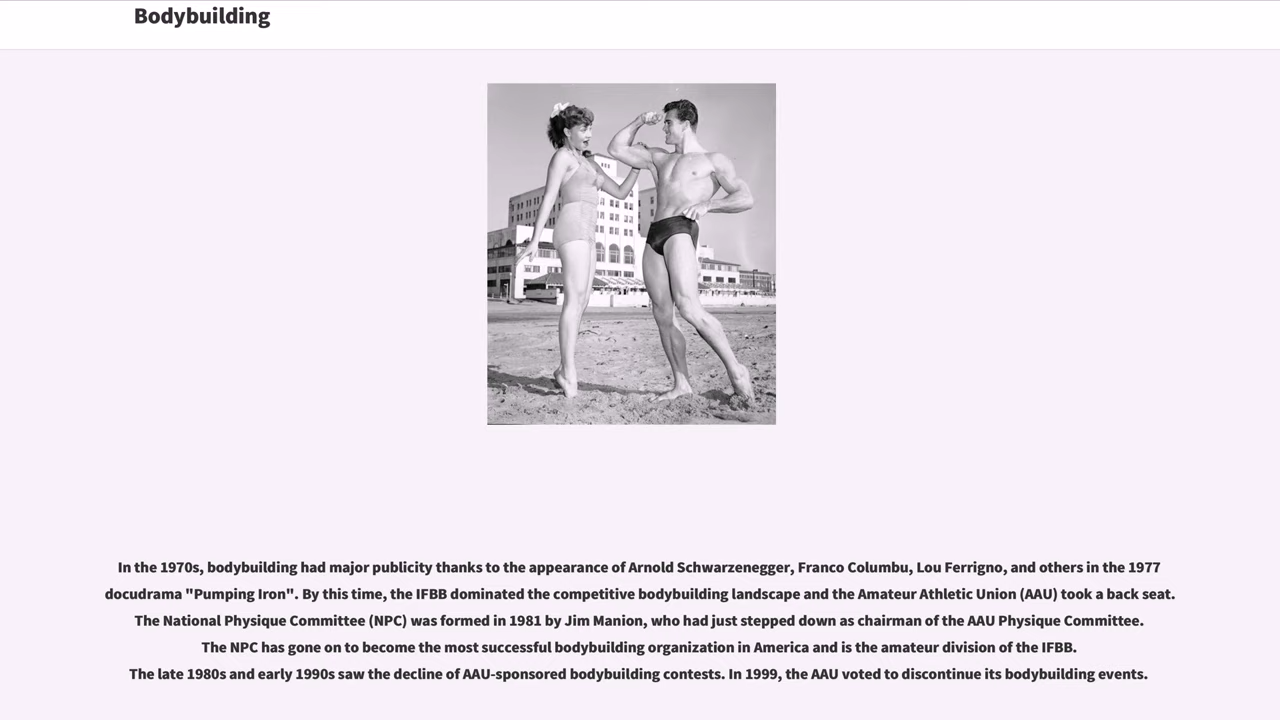 Bodybuilding
In the 1970s, bodybuilding had major publicity thanks to the appearance of Arnold Schwarzenegger, Franco Columbu, Lou Ferrigno, and others in the 1977
docudrama "Pumping Iron". By this time, the IFBB dominated the competitive bodybuilding landscape and the Amateur Athletic Union (AAU) took a back seat.
The National Physique Committee (NPC) was formed in 1981 by Jim Manion, who had just stepped down as chairman of the AAU Physique Committee.
The NPC has gone on to become the most successful bodybuilding organization in America and is the amateur division of the IFBB.
The late 1980s and early 1990s saw the decline of AAU-sponsored bodybuilding contests. In 1999, the AAU voted to discontinue its bodybuilding events.